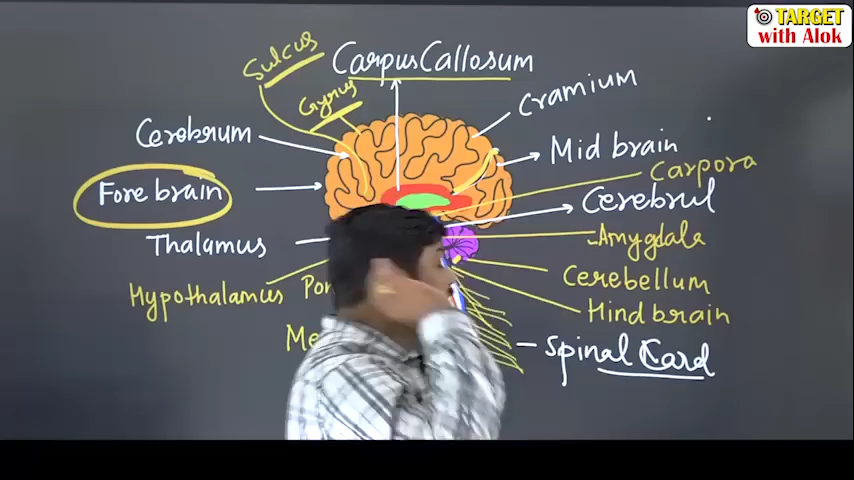 TARGET
with Alok
Sulcus
Carpus Callosum
Gyrus
Cramium
Cerebrum
Mid brain
Carpora
Fore brain
Cerebrul
Thalamus
Amygdala
Hypothalamus
Cerebellum
Hind brain
Spinal Card